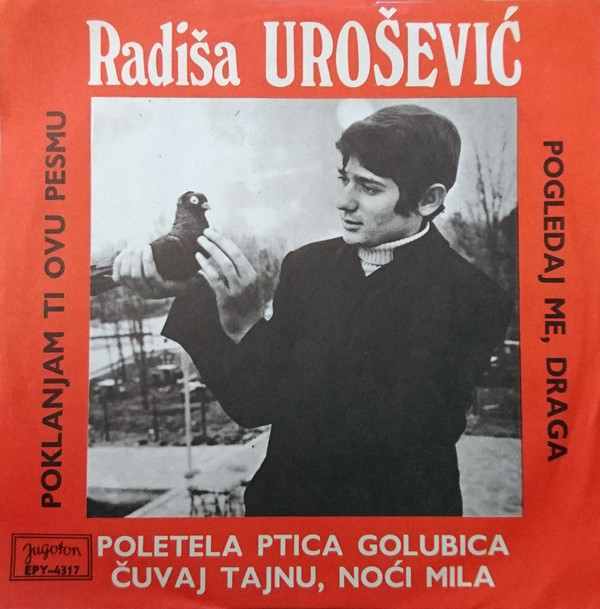 Radiša UROŠEVIĆ
POKLANJAM TI OVU PESMU
POGLEDAJ ME, DRAGA
POLETELA PTICA GOLUBICA
ČUVAJ TAJNU, NOĆI MILA
Jugoton
EPY-4317